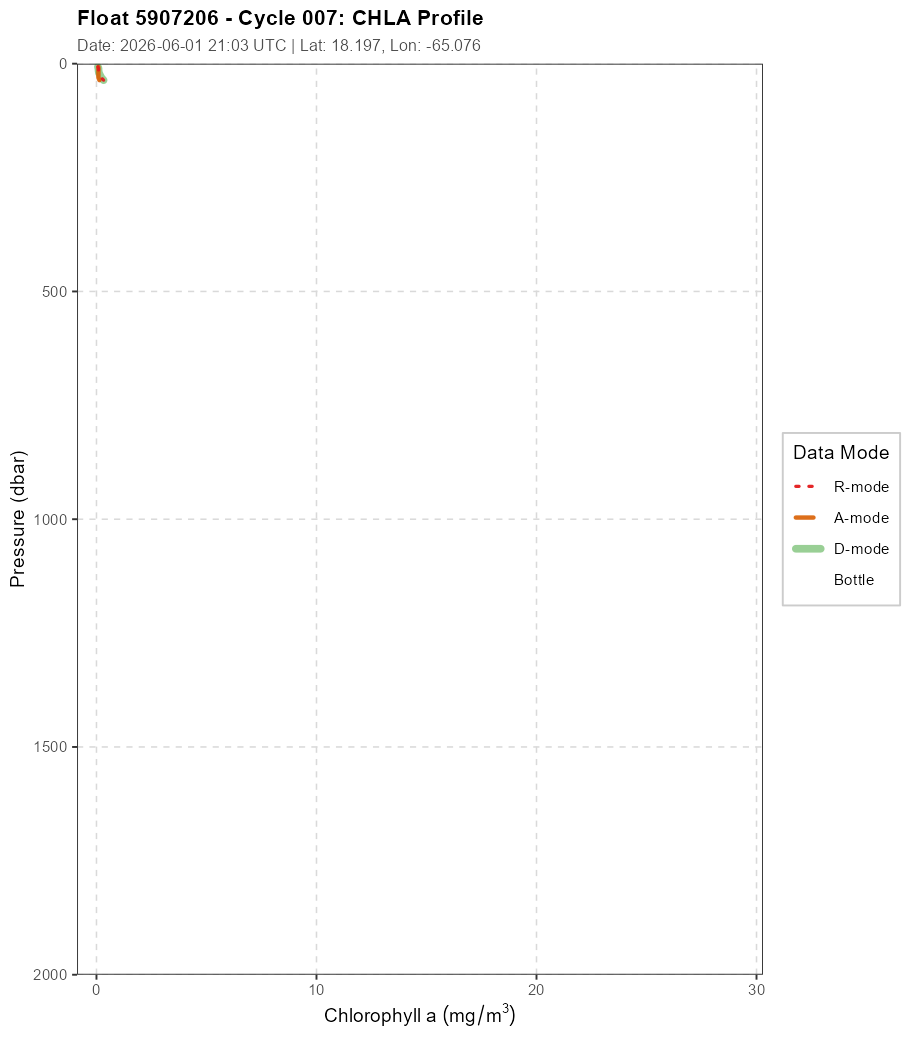 Float 5907206 - Cycle 007: CHLA Profile
Date: 2026-06-01 21:03 UTC | Lat: 18.197, Lon: -65.076
0
500
1000
1500
2000
Pressure (dbar)
0 10 20 30
Chlorophyll a (mg/m³)
Data Mode
R-mode
A-mode
D-mode
Bottle